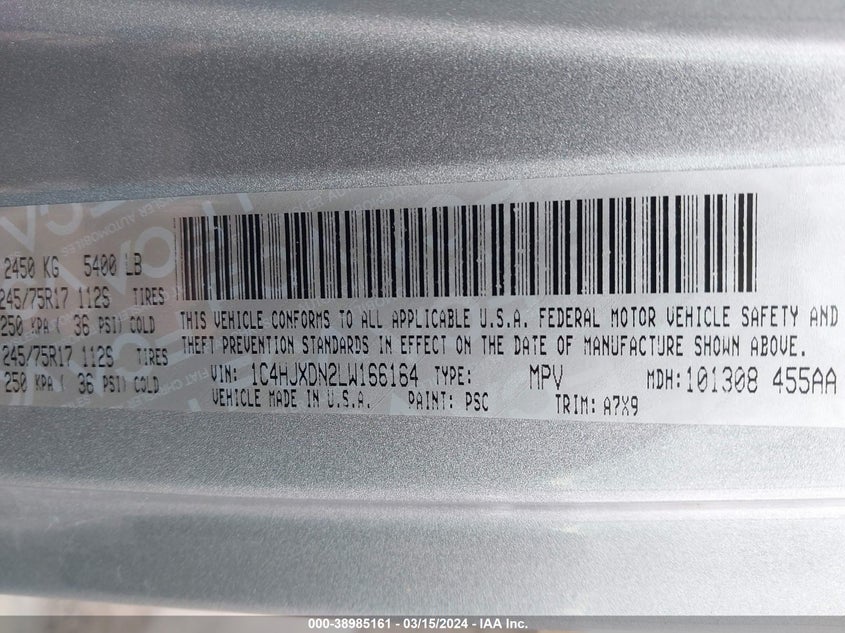 2450 KG 5400 LB
245/75R17 112S TIRES
250 KPA ( 36 PSI) COLD
245/75R17 112S TIRES
250 KPA ( 36 PSI) COLD
THIS VEHICLE CONFORMS TO ALL APPLICABLE U.S.A. FEDERAL MOTOR VEHICLE SAFETY AND
THEFT PREVENTION STANDARDS IN EFFECT ON THE DATE OF MANUFACTURE SHOWN ABOVE.
VIN: 1C4HJXDN2LW166164 TYPE: MPV MDH: 101308 455AA
VEHICLE MADE IN U.S.A. PAINT: PSC TRIM: A7X9
000-38985161 - 03/15/2024 - IAA Inc.